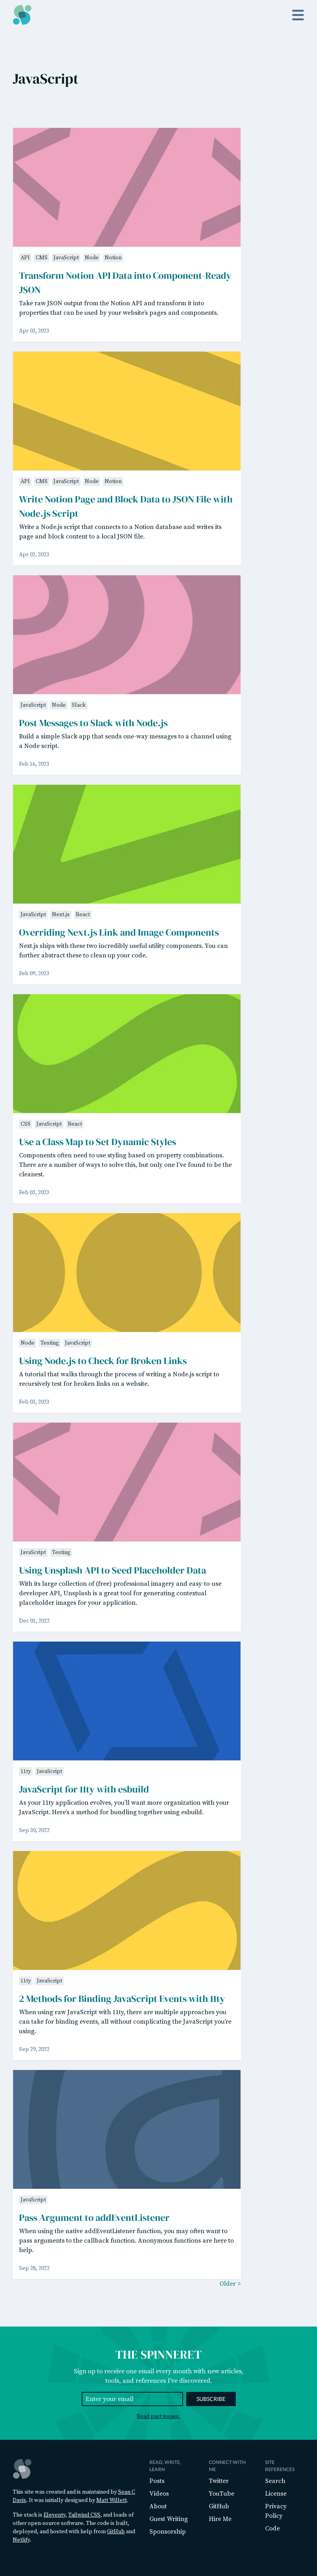 JavaScript
API CMS JavaScript Node Notion
Transform Notion API Data into Component-Ready
JSON
Take raw JSON output from the Notion API and transform it into
properties that can be used by your website's pages and components.
Apr 03, 2023
API CMS JavaScript Node Notion
Write Notion Page and Block Data to JSON File with
Node.js Script
Write a Node.js script that connects to a Notion database and writes its
page and block content to a local JSON file.
Apr 02, 2023
JavaScript Node Slack
Post Messages to Slack with Node.js
Build a simple Slack app that sends one-way messages to a channel using
a Node script.
Feb 16, 2023
JavaScript Next.js React
Overriding Next.js Link and Image Components
Next.js ships with these two incredibly useful utility components. You can
further abstract these to clean up your code.
Feb 09, 2023
CSS JavaScript React
Use a Class Map to Set Dynamic Styles
Components often need to use styling based on property combinations.
There are a number of ways to solve this, but only one I've found to be the
cleanest.
Feb 03, 2023
Node Testing JavaScript
Using Node.js to Check for Broken Links
A tutorial that walks through the process of writing a Node.js script to
recursively test for broken links on a website.
Feb 03, 2023
JavaScript Testing
Using Unsplash API to Seed Placeholder Data
With its large collection of (free) professional imagery and easy-to-use
developer API, Unsplash is a great tool for generating contextual
placeholder images for your application.
Dec 01, 2022
11ty JavaScript
JavaScript for 11ty with esbuild
As your 11ty application evolves, you'll want more organization with your
JavaScript. Here's a method for bundling together using esbuild.
Sep 30, 2022
11ty JavaScript
2 Methods for Binding JavaScript Events with 11ty
When using raw JavaScript with 11ty, there are multiple approaches you
can take for binding events, all without complicating the JavaScript you're
using.
Sep 29, 2022
JavaScript
Pass Argument to addEventListener
When using the native addEventListener function, you may often want to
pass arguments to the callback function. Anonymous functions are here to
help.
Sep 28, 2022
Older >
THE SPINNERET
Sign up to receive one email every month with new articles,
tools, and references I've discovered.
Enter your email SUBSCRIBE
Read past issues.
This site was created and is maintained by Sean C
Davis. It was initially designed by Matt Willett.
The stack is Eleventy, Tailwind CSS, and loads of
other open-source software. The code is built,
deployed, and hosted with help from GitHub and
Netlify.
READ, WRITE,
LEARN
Posts
Videos
About
Guest Writing
Sponsorship
CONNECT WITH
ME
Twitter
YouTube
GitHub
Hire Me
SITE
REFERENCES
Search
License
Privacy
Policy
Code